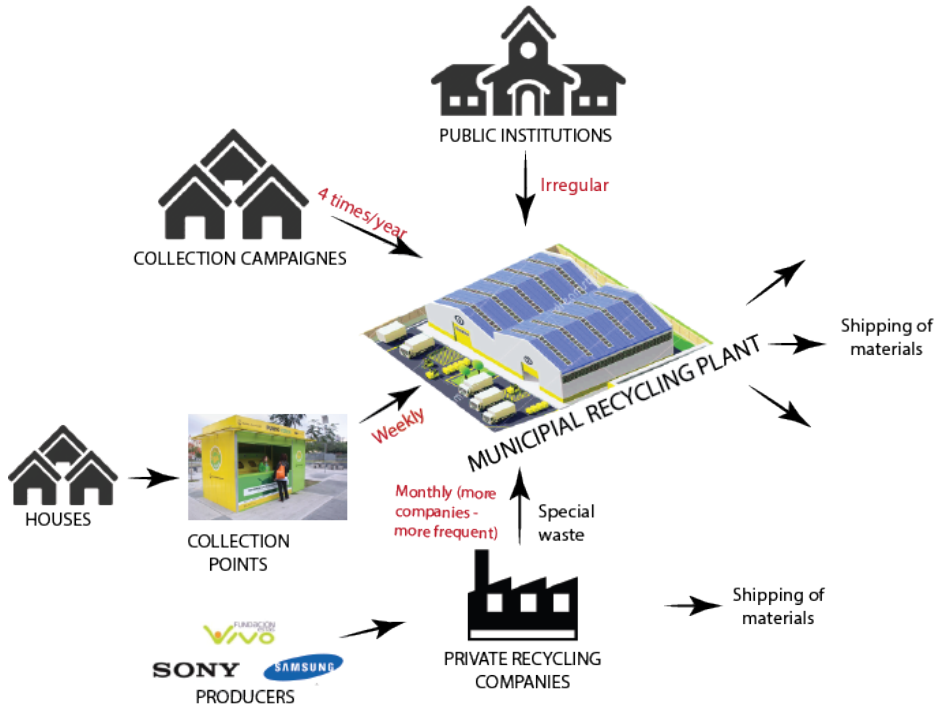 PUBLIC INSTITUTIONS
Irregular
4 times/year
COLLECTION CAMPAIGNES
Shipping of
materials
MUNICIPIAL RECYCLING PLANT
Weekly
HOUSES
COLLECTION
POINTS
Monthly (more
companies -
more frequent)
Special
waste
Shipping of
materials
FUNDACION
VIVO
SONY
SAMSUNG
PRODUCERS
PRIVATE RECYCLING
COMPANIES